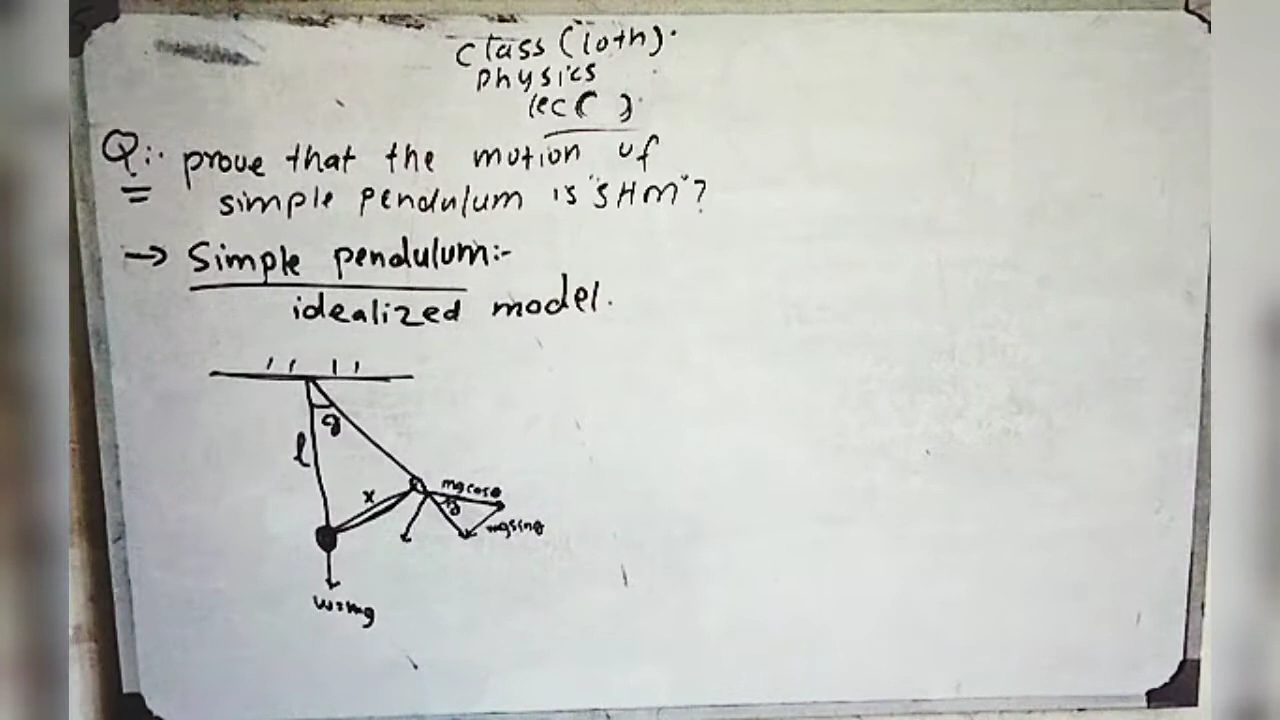 Class (10th).
physics
lec( )
Q:. prove that the motion of
simple pendulum is "SHM"?
→ Simple pendulum:-
idealized model.
θ
l
x
mgcosθ
θ
mgsinθ
w=mg